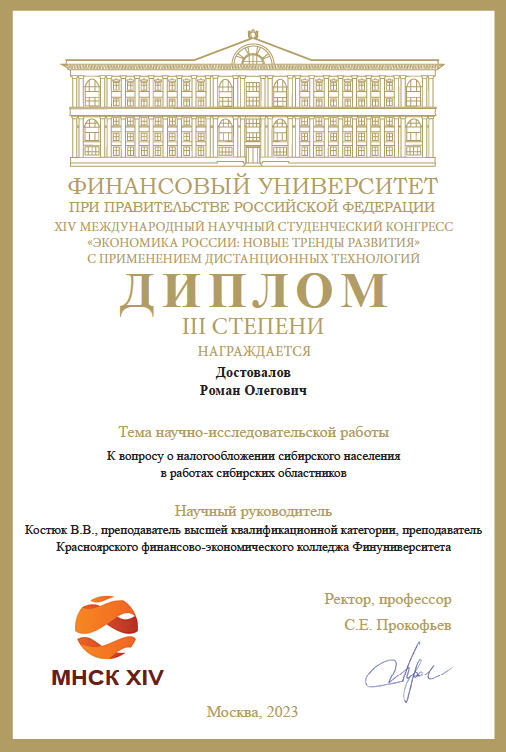 ФИНАНСОВЫЙ УНИВЕРСИТЕТ
ПРИ ПРАВИТЕЛЬСТВЕ РОССИЙСКОЙ ФЕДЕРАЦИИ
XIV МЕЖДУНАРОДНЫЙ НАУЧНЫЙ СТУДЕНЧЕСКИЙ КОНГРЕСС
«ЭКОНОМИКА РОССИИ: НОВЫЕ ТРЕНДЫ РАЗВИТИЯ»
С ПРИМЕНЕНИЕМ ДИСТАНЦИОННЫХ ТЕХНОЛОГИЙ
ДИПЛОМ
III СТЕПЕНИ
НАГРАЖДАЕТСЯ
Достовалов
Роман Олегович
Тема научно-исследовательской работы
К вопросу о налогообложении сибирского населения
в работах сибирских областников
Научный руководитель
Костюк В.В., преподаватель высшей квалификационной категории, преподаватель
Красноярского финансово-экономического колледжа Финуниверситета
Ректор, профессор
С.Е. Прокофьев
МНСК XIV
Москва, 2023